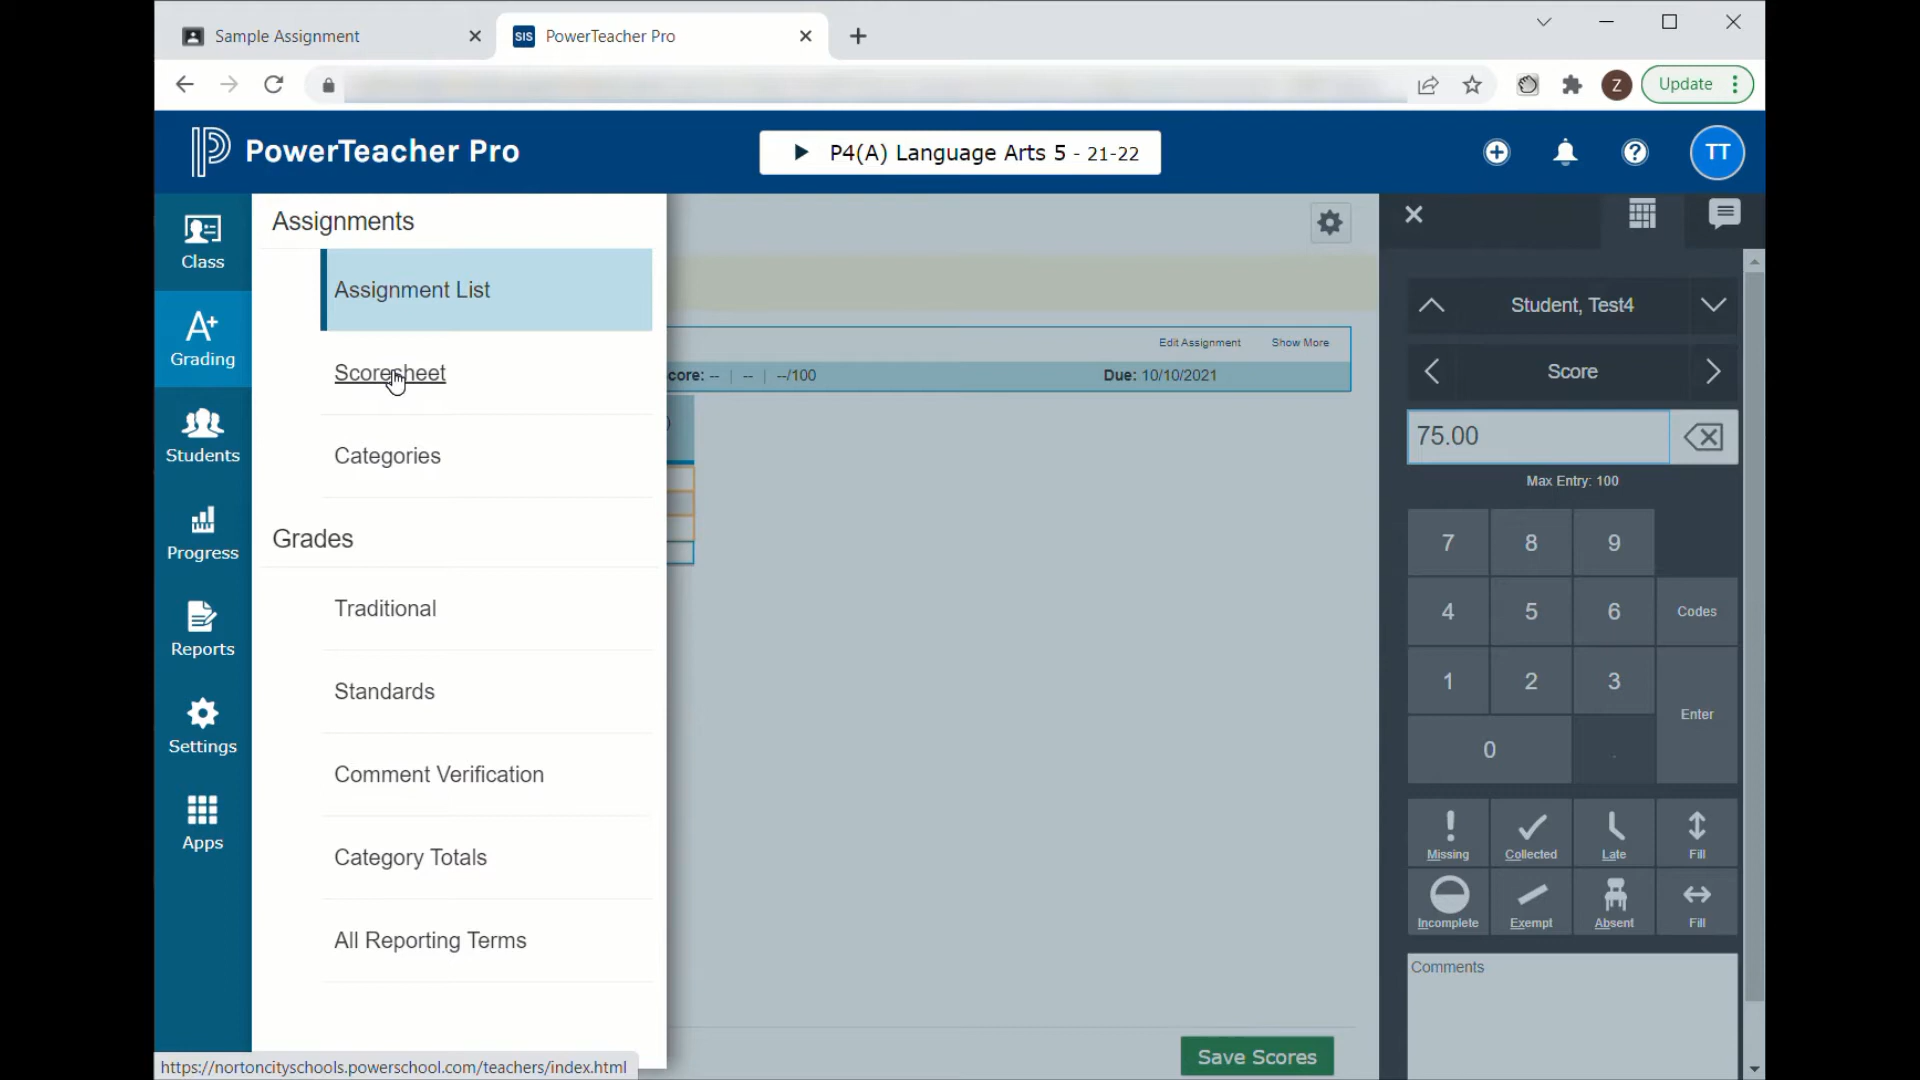 Sample Assignment
SIS PowerTeacher Pro
Z
Update
PowerTeacher Pro
P4(A) Language Arts 5 - 21-22
TT
Class
A+
Grading
Students
Progress
Reports
Settings
Apps
Assignments
Assignment List
Scoresheet
Categories
Grades
Traditional
Standards
Comment Verification
Category Totals
All Reporting Terms
Edit Assignment Show More
core: -- | -- | --/100 Due: 10/10/2021
)
Save Scores
Student, Test4
Score
75.00
Max Entry: 100
7 8 9
4 5 6 Codes
1 2 3
Enter
0 .
Missing Collected Late Fill
Incomplete Exempt Absent Fill
Comments
https://nortoncityschools.powerschool.com/teachers/index.html